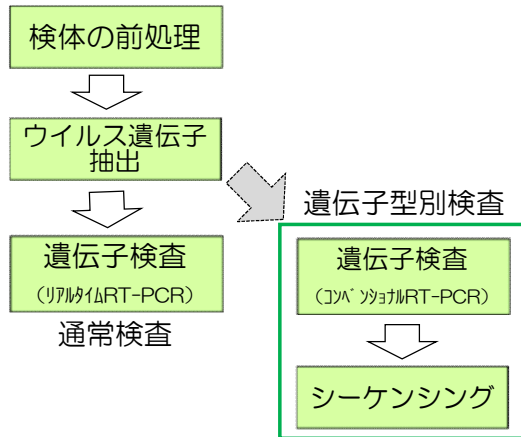 検体の前処理
ウイルス遺伝子
抽出
遺伝子検査
（ﾘｱﾙﾀｲﾑRT-PCR）
通常検査
遺伝子型別検査
遺伝子検査
（ｺﾝﾍﾞﾝｼｮﾅﾙRT-PCR）
シーケンシング